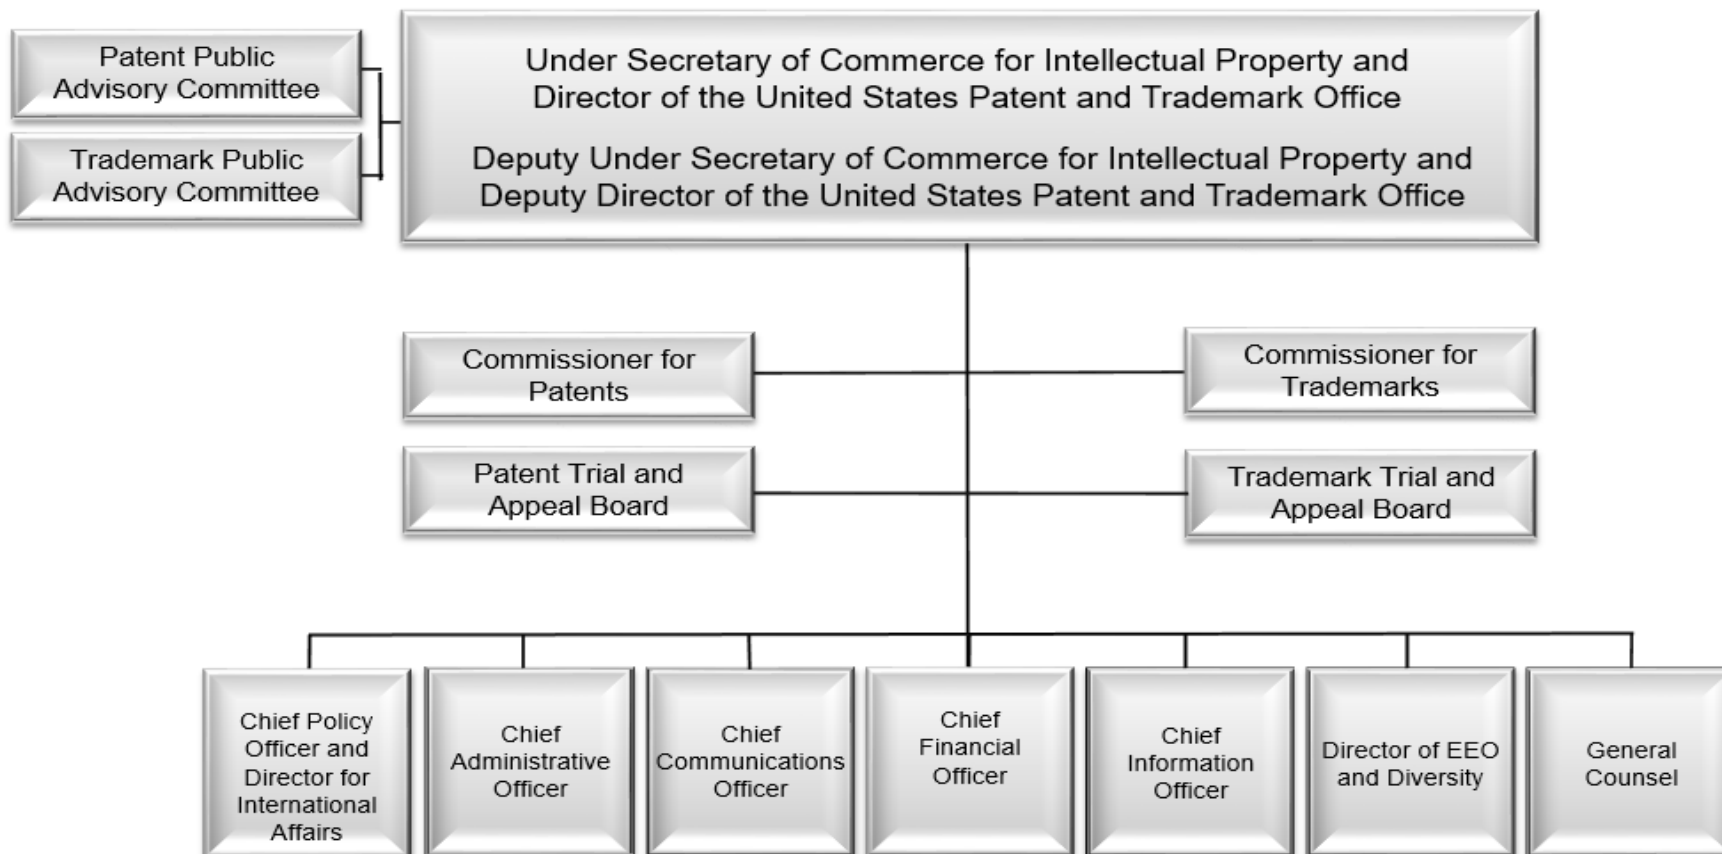 Patent Public
Advisory Committee
Trademark Public
Advisory Committee
Under Secretary of Commerce for Intellectual Property and
Director of the United States Patent and Trademark Office
Deputy Under Secretary of Commerce for Intellectual Property and
Deputy Director of the United States Patent and Trademark Office
Commissioner for
Patents
Commissioner for
Trademarks
Patent Trial and
Appeal Board
Trademark Trial and
Appeal Board
Chief Policy
Officer and
Director for
International
Affairs
Chief
Administrative
Officer
Chief
Communications
Officer
Chief
Financial
Officer
Chief
Information
Officer
Director of EEO
and Diversity
General
Counsel